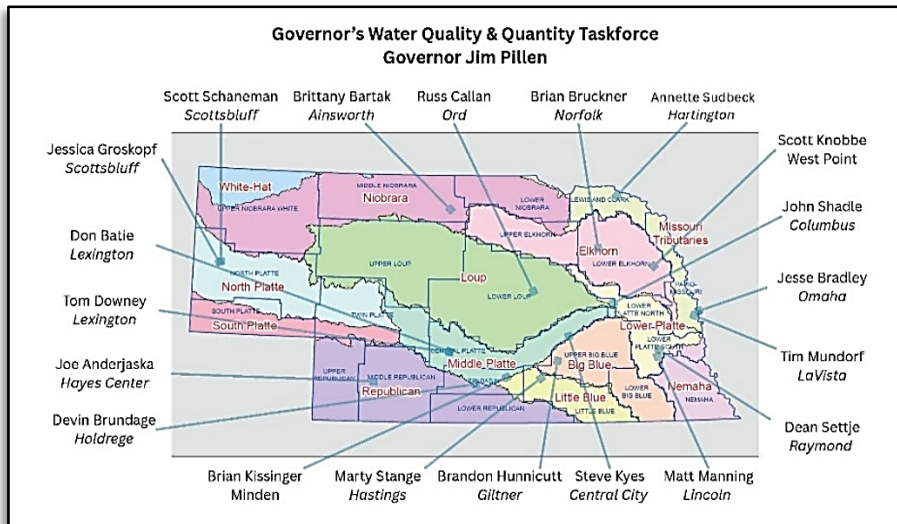 Governor's Water Quality & Quantity Taskforce
Governor Jim Pillen
Scott Schaneman
Scottsbluff
Brittany Bartak
Ainsworth
Russ Callan
Ord
Brian Bruckner
Norfolk
Annette Sudbeck
Hartington
Jessica Groskopf
Scottsbluff
Scott Knobbe
West Point
Don Batie
Lexington
John Shadle
Columbus
Tom Downey
Lexington
Jesse Bradley
Omaha
Joe Anderjaska
Hayes Center
Tim Mundorf
LaVista
Devin Brundage
Holdrege
Dean Settje
Raymond
Brian Kissinger
Minden
Marty Stange
Hastings
Brandon Hunnicutt
Giltner
Steve Kyes
Central City
Matt Manning
Lincoln
White-Hat
UPPER NIOBRARA WHITE
MIDDLE NIOBRARA
Niobrara
LOWER
NIOBRARA
LEWIS AND CLARK
Missouri
Tributaries
UPPER ELKHORN
Elkhorn
LOWER ELKHORN
NORTH PLATTE
North Platte
UPPER LOUP
Loup
LOWER LOUP
SOUTH PLATTE
South Platte
TWIN PLATTE
CENTRAL PLATTE
Middle Platte
LOWER
PLATTE NORTH
Lower Platte
LOWER
PLATTE SOUTH
UPPER
REPUBLICAN
MIDDLE REPUBLICAN
Republican
LOWER REPUBLICAN
UPPER BIG BLUE
Big Blue
Little Blue
LITTLE BLUE
LOWER
BIG BLUE
Nemaha
NEMAHA